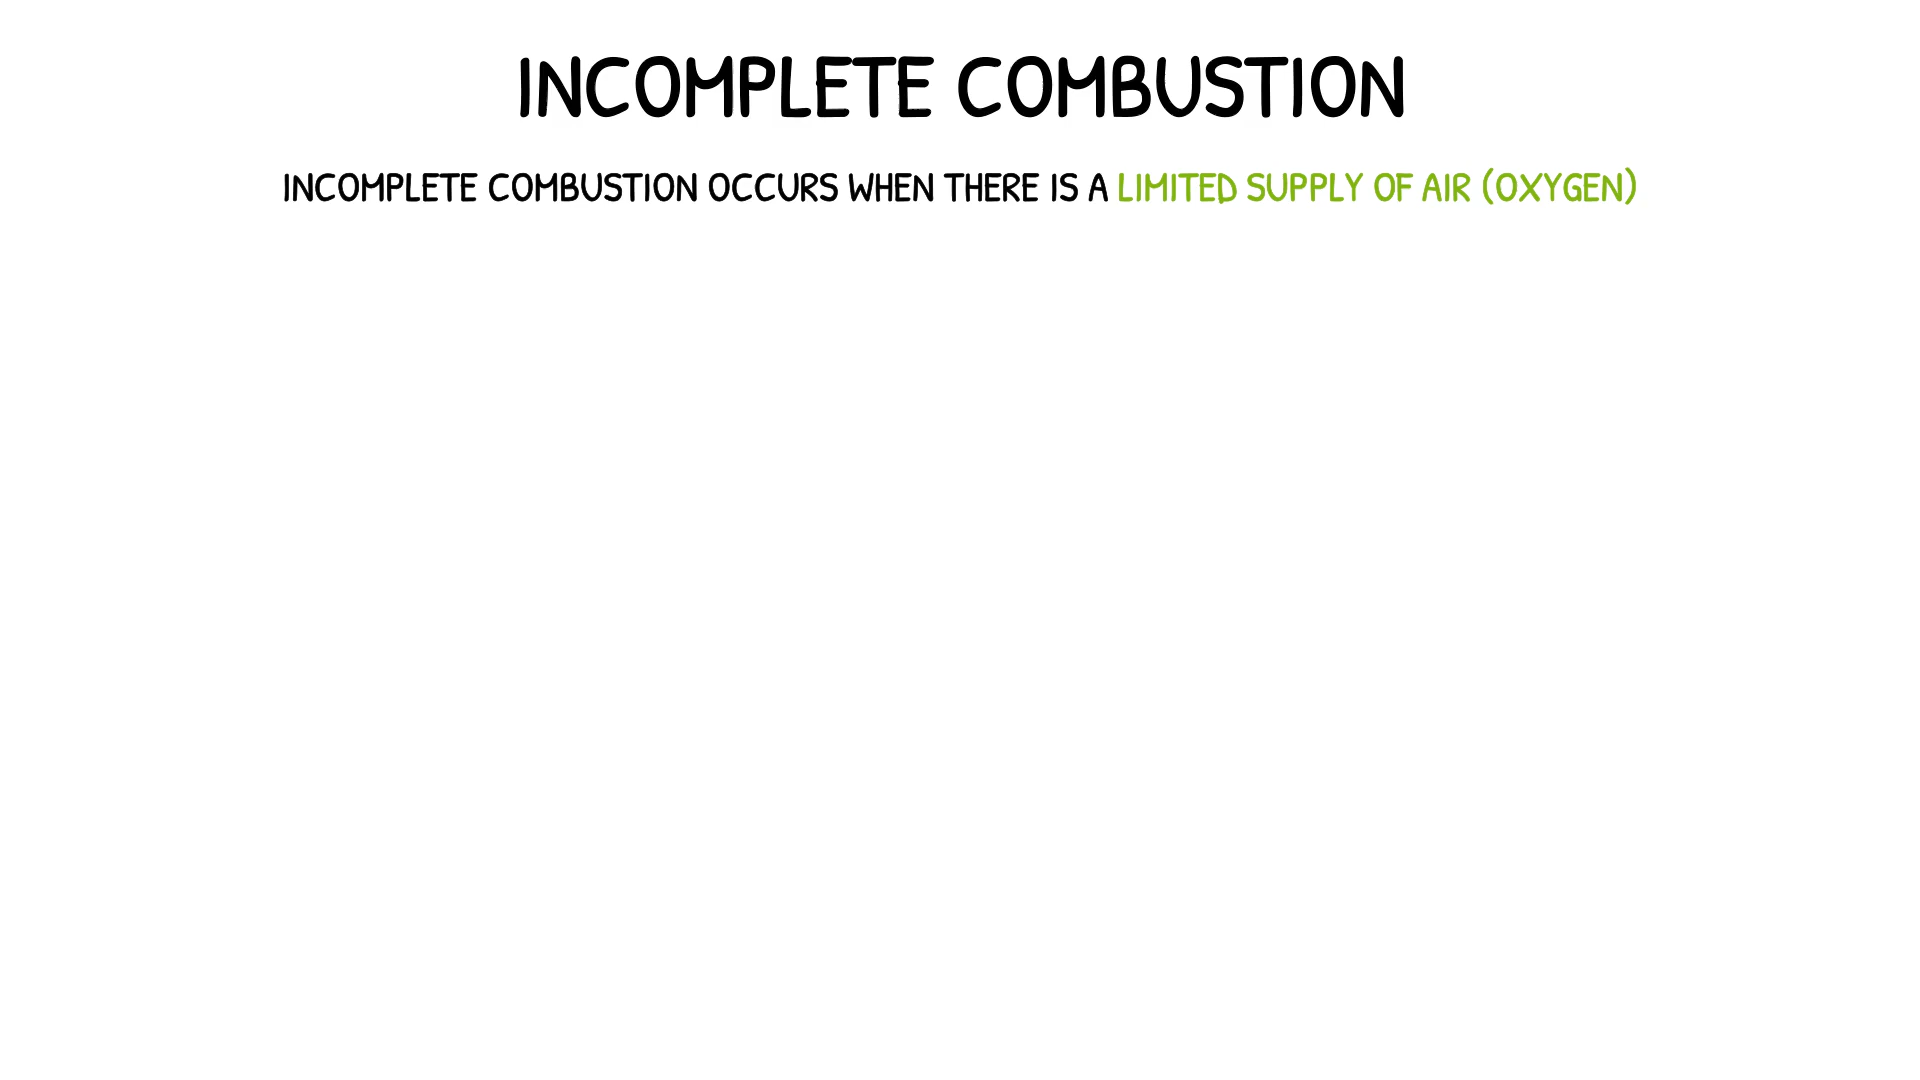 INCOMPLETE COMBUSTION
INCOMPLETE COMBUSTION OCCURS WHEN THERE IS A LIMITED SUPPLY OF AIR (OXYGEN)